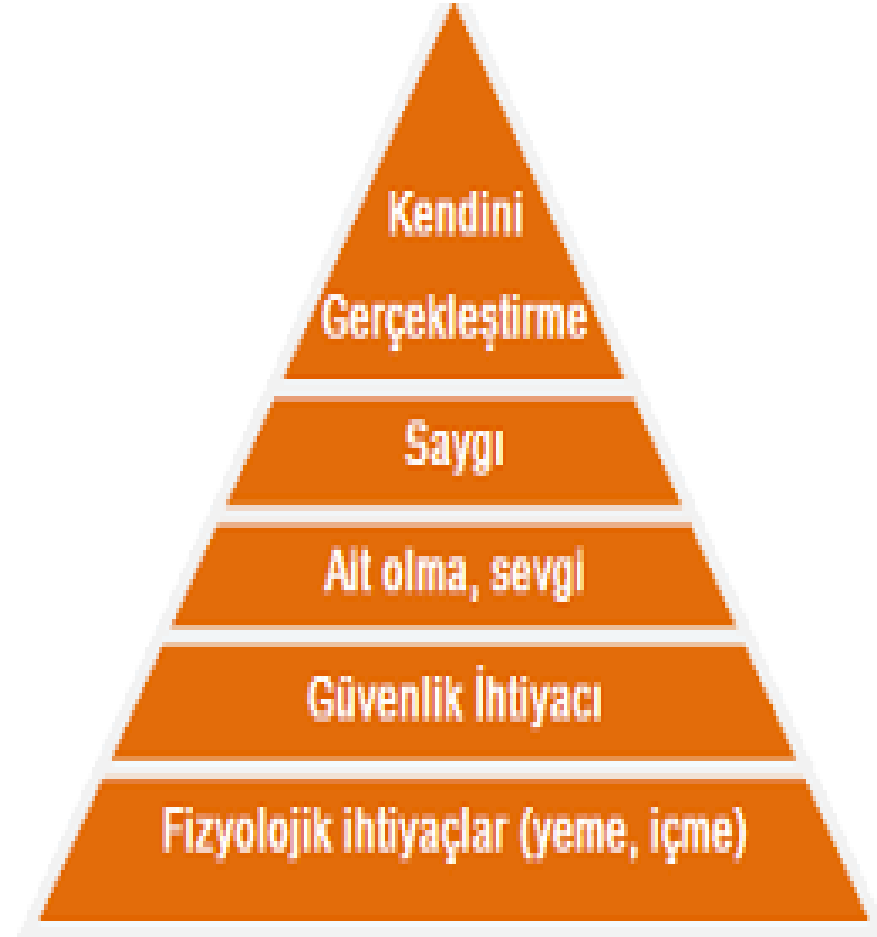 Kendini
Gerçekleştirme
Saygı
Ait olma, sevgi
Güvenlik İhtiyacı
Fizyolojik ihtiyaçlar (yeme, içme)